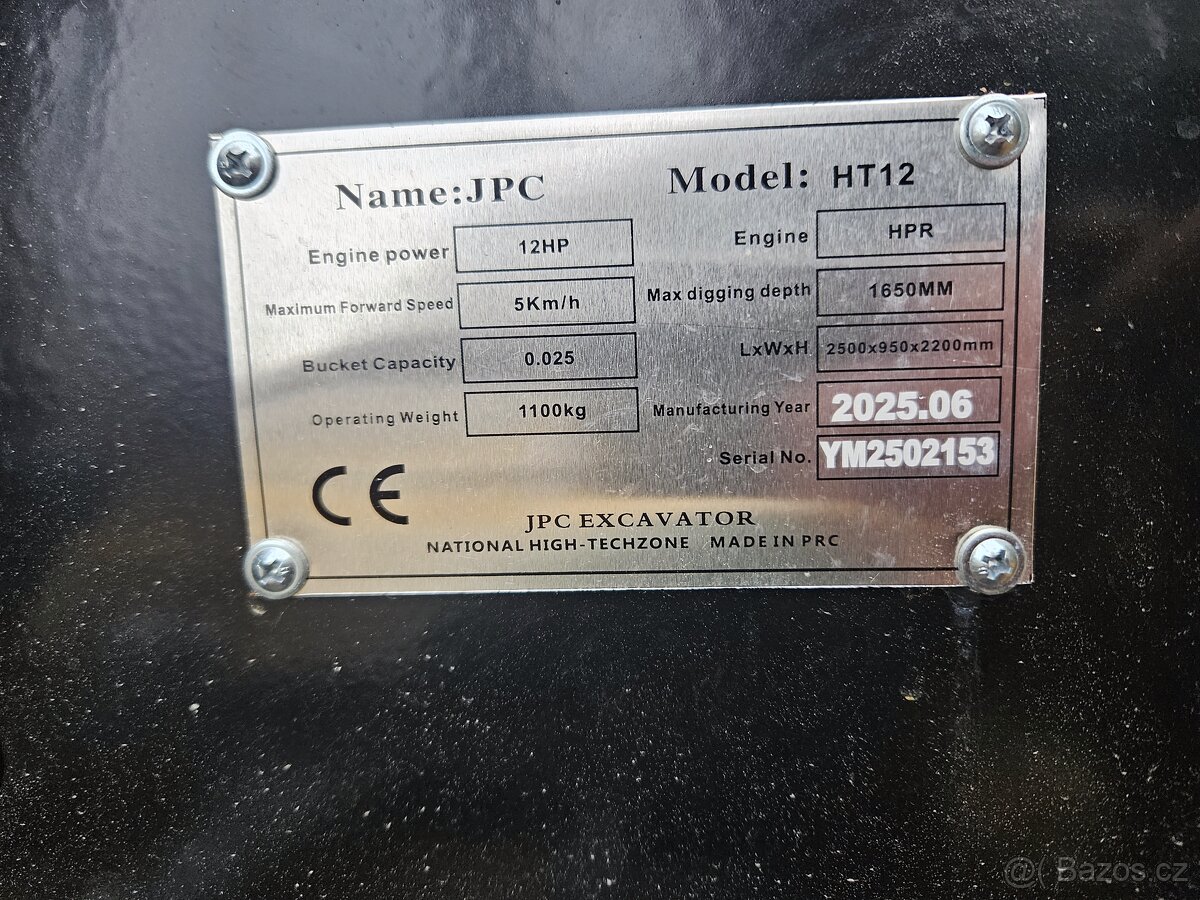 Name:JPC Model: HT12
Engine power 12HP Engine HPR
Maximum Forward Speed 5Km/h Max digging depth 1650MM
Bucket Capacity 0.025 LxWxH 2500x950x2200mm
Operating Weight 1100kg Manufacturing Year 2025.06
Serial No. YM2502153
CE
JPC EXCAVATOR
NATIONAL HIGH-TECHZONE MADE IN PRC
@( Bazos.cz